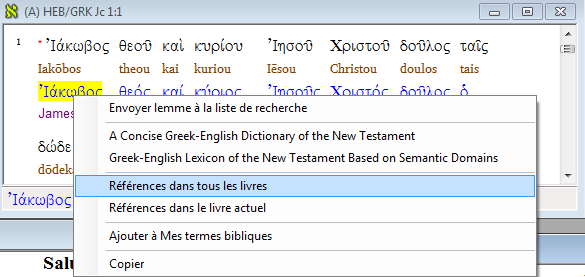 (A) HEB/GRK Jc 1:1
1 * Ἰάκωβος θεοῦ καὶ κυρίου Ἰησοῦ Χριστοῦ δοῦλος ταῖς
Iakōbos theou kai kuriou Iēsou Christou doulos tais
Ἰάκωβος θεός καί κύριος Ἰησοῦς Χριστός δοῦλος ὁ
James
Envoyer lemme à la liste de recherche
A Concise Greek-English Dictionary of the New Testament
δώδε
Greek-English Lexicon of the New Testament Based on Semantic Domains
dōdek
Références dans tous les livres
Ἰάκωβος
Références dans le livre actuel
Ajouter à Mes termes bibliques
Salu
Copier